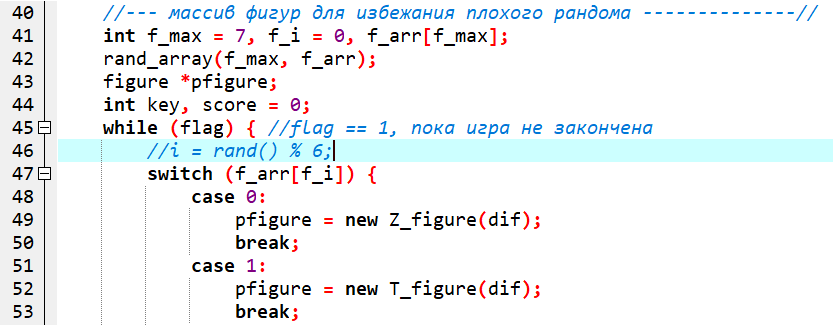 40 //--- массив фигур для избежания плохого рандома --------------//
41 int f_max = 7, f_i = 0, f_arr[f_max];
42 rand_array(f_max, f_arr);
43 figure *pfigure;
44 int key, score = 0;
45 while (flag) { //flag == 1, пока игра не закончена
46 //i = rand() % 6;
47 switch (f_arr[f_i]) {
48 case 0:
49 pfigure = new Z_figure(dif);
50 break;
51 case 1:
52 pfigure = new T_figure(dif);
53 break;